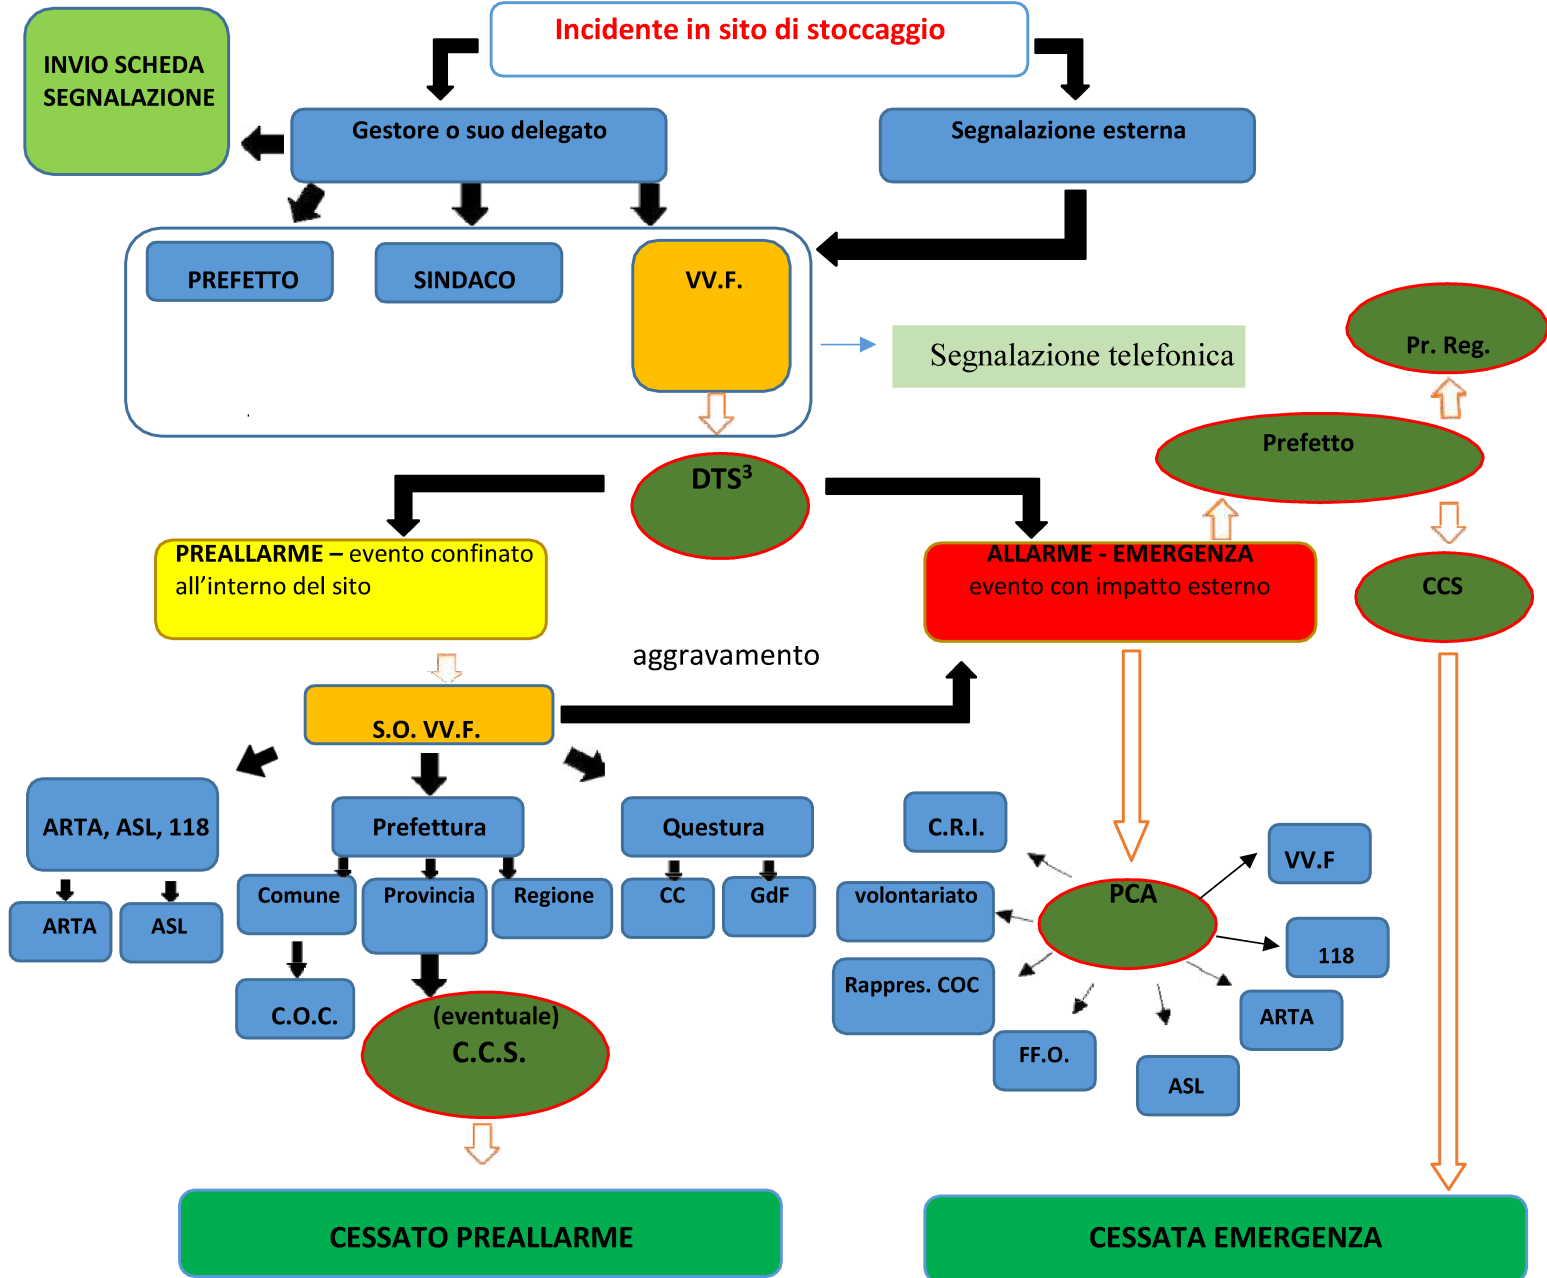 Incidente in sito di stoccaggio
INVIO SCHEDA
SEGNALAZIONE
Gestore o suo delegato
Segnalazione esterna
PREFETTO
SINDACO
VV.F.
Segnalazione telefonica
Pr. Reg.
Prefetto
DTS³
PREALLARME – evento confinato
all’interno del sito
ALLARME - EMERGENZA
evento con impatto esterno
CCS
aggravamento
S.O. VV.F.
ARTA, ASL, 118
Prefettura
Questura
ARTA
ASL
Comune
Provincia
Regione
CC
GdF
C.O.C.
(eventuale)
C.C.S.
C.R.I.
VV.F
PCA
volontariato
118
Rappres. COC
ARTA
FF.O.
ASL
CESSATO PREALLARME
CESSATA EMERGENZA